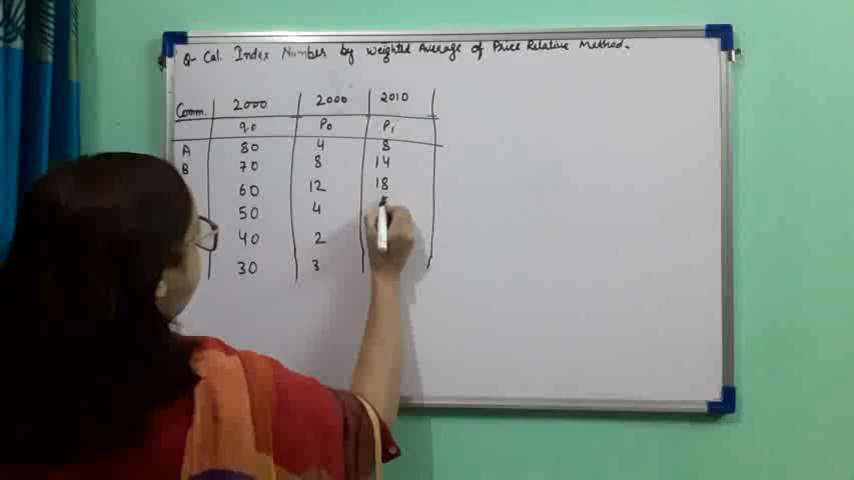 Q- Cal. Index Number by Weighted Average of Price Relative Method.
Comm. 2000 2000 2010
q0 P0 P1
A 80 4 8
B 70 8 14
60 12 18
50 4
40 2
30 3